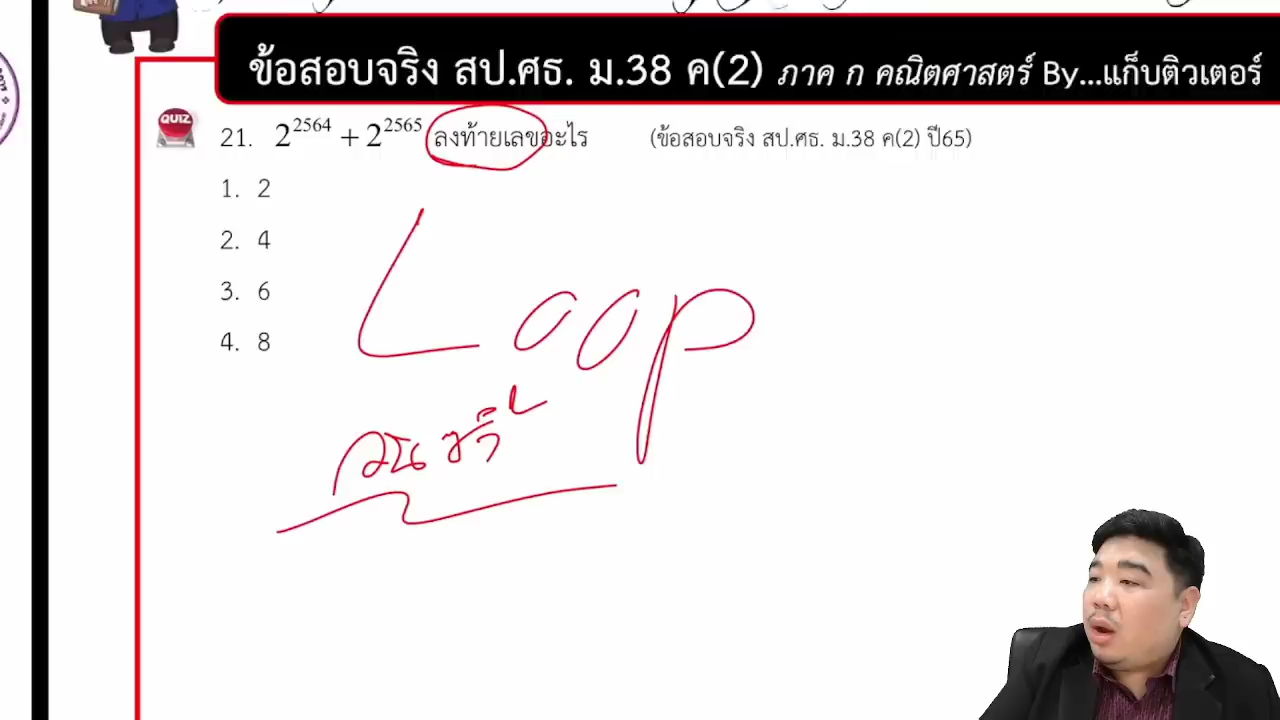 ข้อสอบจริง สป.ศธ. ม.38 ค(2) ภาค ก คณิตศาสตร์ By...แก็บติวเตอร์
QUIZ
21. 2^2564 + 2^2565 ลงท้ายเลขอะไร (ข้อสอบจริง สป.ศธ. ม.38 ค(2) ปี65)
1. 2
2. 4
3. 6
4. 8
Loop